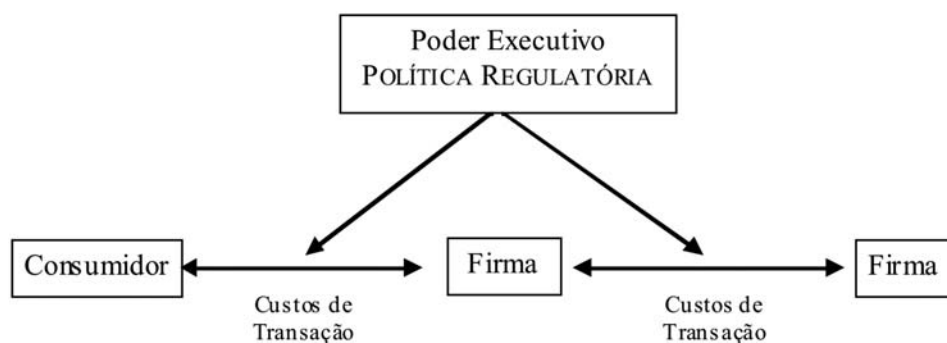 Poder Executivo
POLÍTICA REGULATÓRIA
Consumidor
Firma
Firma
Custos de
Transação
Custos de
Transação